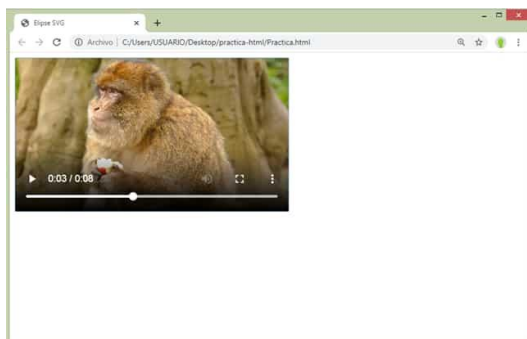 Elipse SVG
Archivo | C:/Users/USUARIO/Desktop/practica-html/Practica.html
0:03 / 0:08